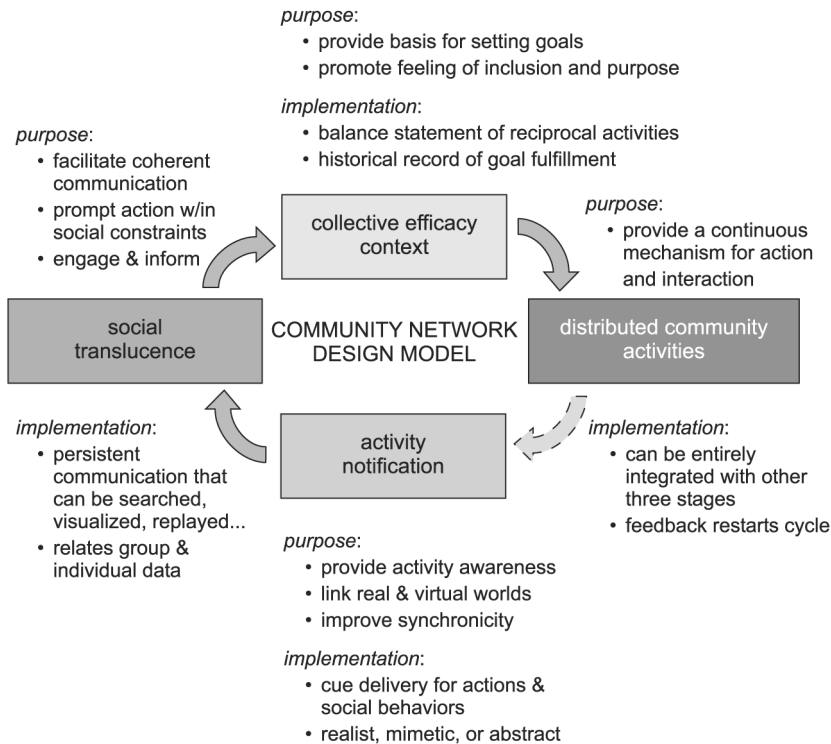 purpose:
• provide basis for setting goals
• promote feeling of inclusion and purpose
implementation:
• balance statement of reciprocal activities
• historical record of goal fulfillment
purpose:
• facilitate coherent
communication
• prompt action w/in
social constraints
• engage & inform
collective efficacy
context
purpose:
• provide a continuous
mechanism for action
and interaction
social
translucence
COMMUNITY NETWORK
DESIGN MODEL
distributed community
activities
implementation:
• persistent
communication that
can be searched,
visualized, replayed...
• relates group &
individual data
activity
notification
implementation:
• can be entirely
integrated with other
three stages
• feedback restarts cycle
purpose:
• provide activity awareness
• link real & virtual worlds
• improve synchronicity
implementation:
• cue delivery for actions &
social behaviors
• realist, mimetic, or abstract